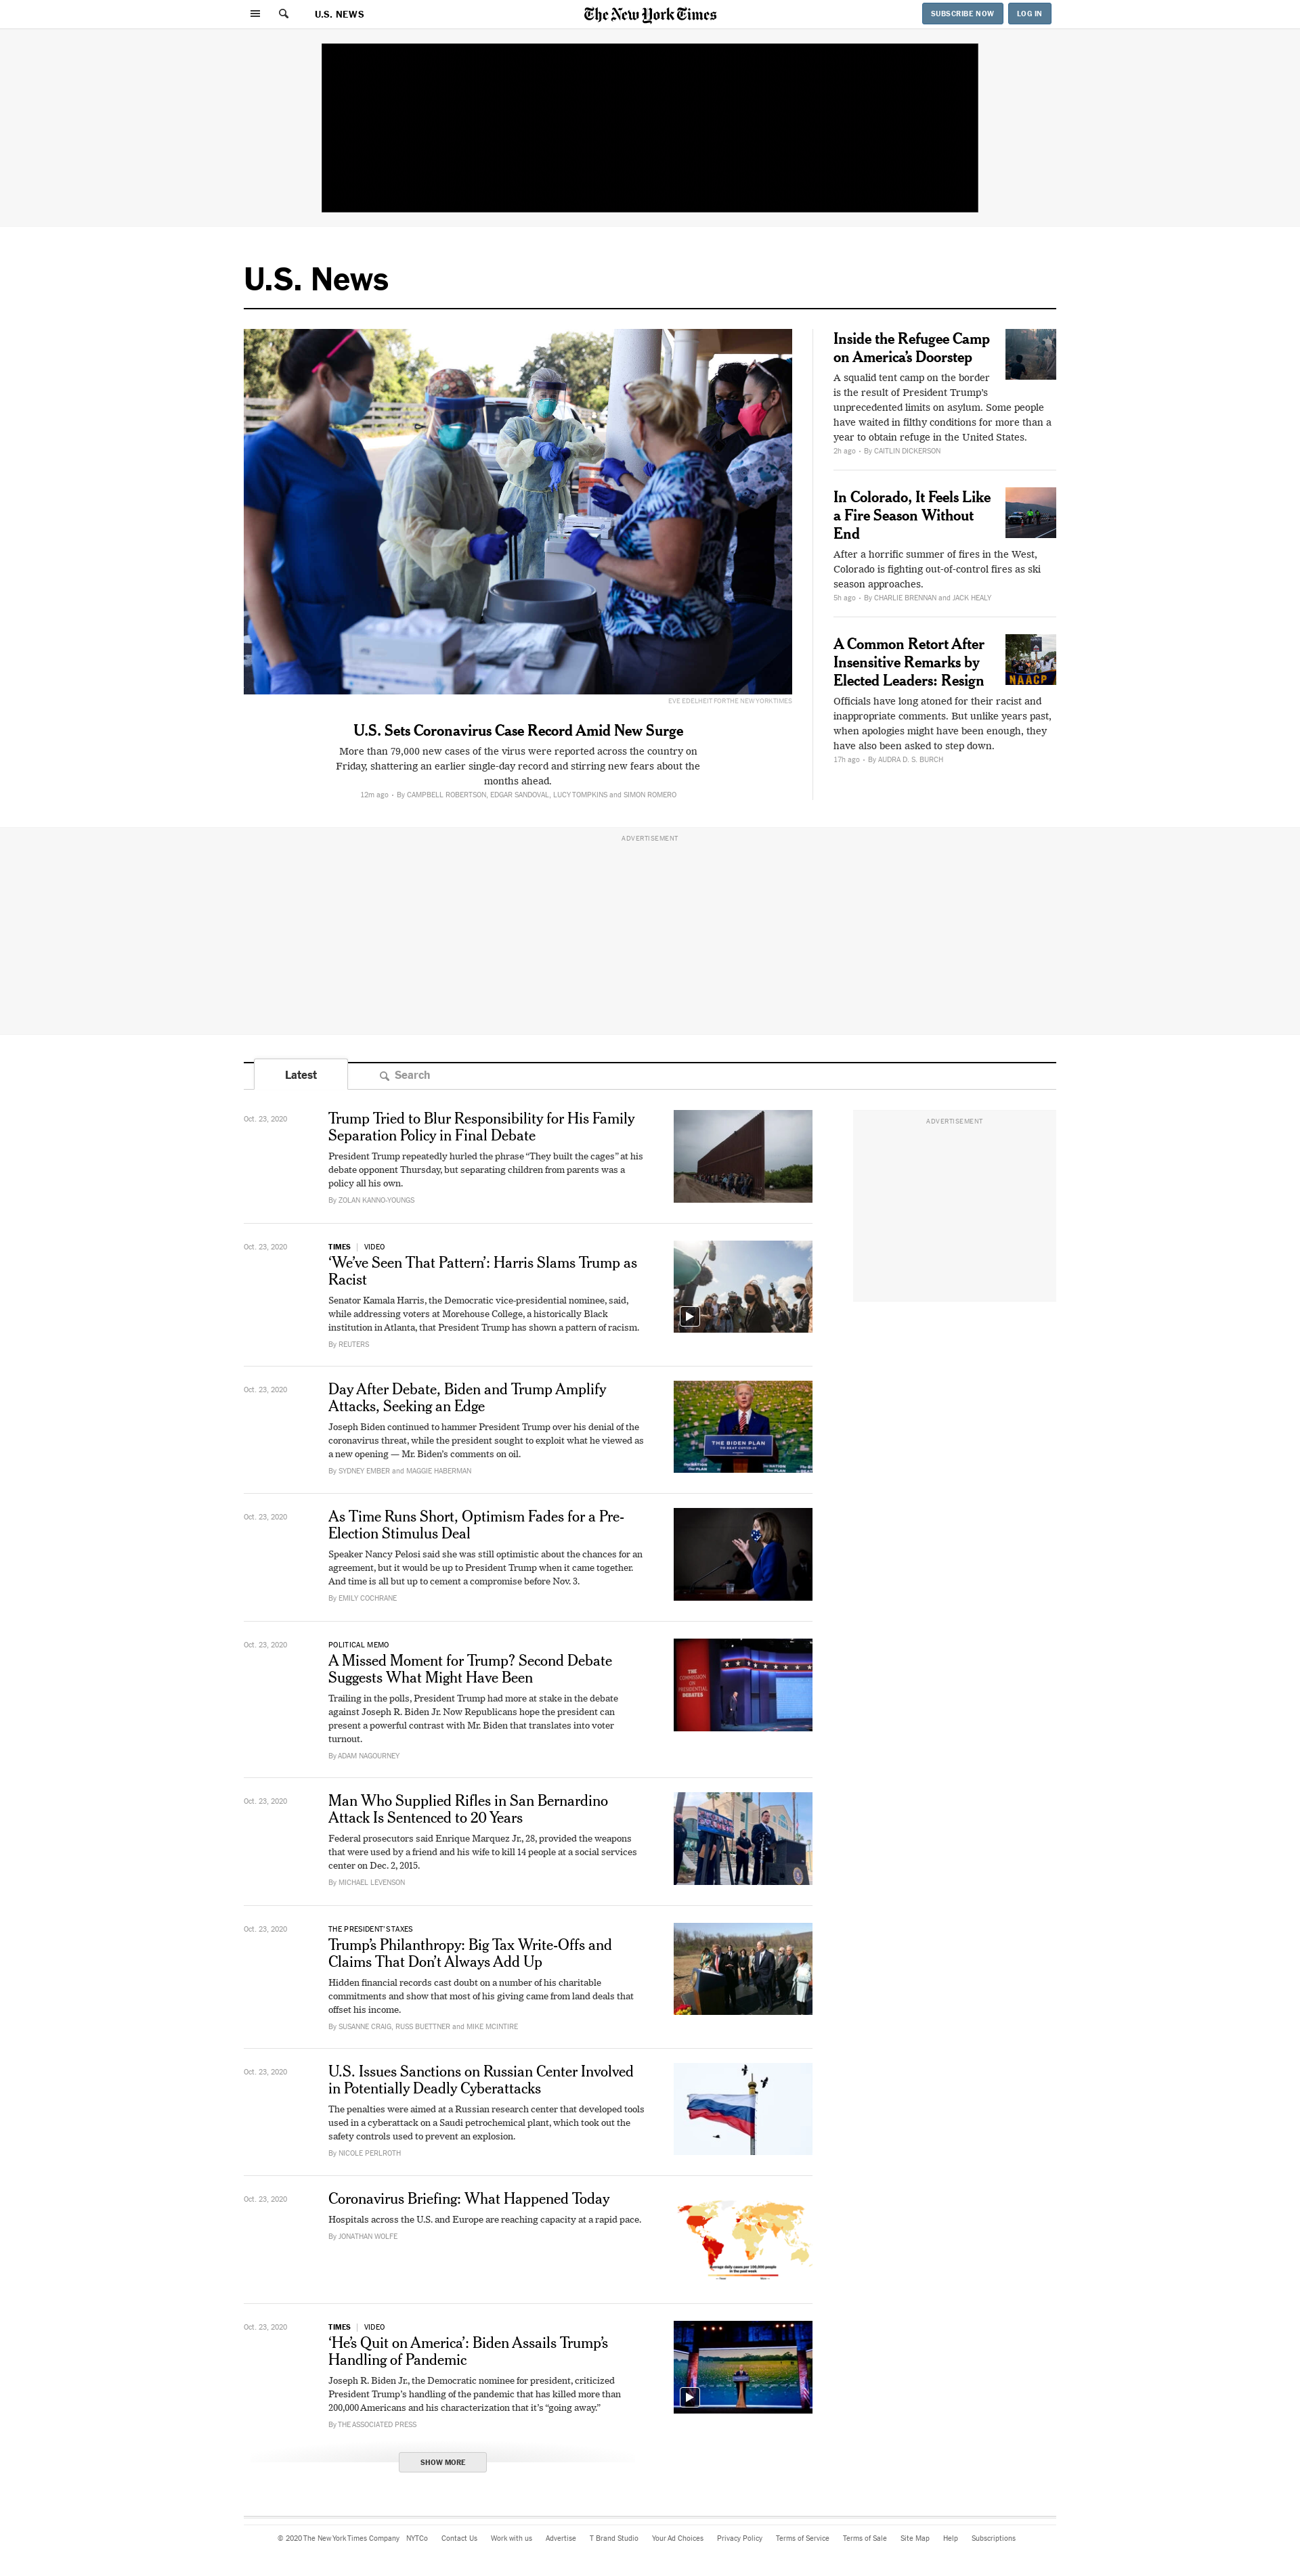 U.S. NEWS
The New York Times
SUBSCRIBE NOW
LOG IN
U.S. News
EVE EDELHEIT FOR THE NEW YORK TIMES
U.S. Sets Coronavirus Case Record Amid New Surge
More than 79,000 new cases of the virus were reported across the country on
Friday, shattering an earlier single-day record and stirring new fears about the
months ahead.
12m ago • By CAMPBELL ROBERTSON, EDGAR SANDOVAL, LUCY TOMPKINS and SIMON ROMERO
Inside the Refugee Camp
on America’s Doorstep
A squalid tent camp on the border
is the result of President Trump’s
unprecedented limits on asylum. Some people
have waited in filthy conditions for more than a
year to obtain refuge in the United States.
2h ago • By CAITLIN DICKERSON
In Colorado, It Feels Like
a Fire Season Without
End
After a horrific summer of fires in the West,
Colorado is fighting out-of-control fires as ski
season approaches.
5h ago • By CHARLIE BRENNAN and JACK HEALY
A Common Retort After
Insensitive Remarks by
Elected Leaders: Resign
NAACP
Officials have long atoned for their racist and
inappropriate comments. But unlike years past,
when apologies might have been enough, they
have also been asked to step down.
17h ago • By AUDRA D. S. BURCH
ADVERTISEMENT
Latest
Search
ADVERTISEMENT
Oct. 23, 2020
Trump Tried to Blur Responsibility for His Family
Separation Policy in Final Debate
President Trump repeatedly hurled the phrase “They built the cages” at his
debate opponent Thursday, but separating children from parents was a
policy all his own.
By ZOLAN KANNO-YOUNGS
Oct. 23, 2020
TIMES | VIDEO
‘We’ve Seen That Pattern’: Harris Slams Trump as
Racist
Senator Kamala Harris, the Democratic vice-presidential nominee, said,
while addressing voters at Morehouse College, a historically Black
institution in Atlanta, that President Trump has shown a pattern of racism.
By REUTERS
Oct. 23, 2020
Day After Debate, Biden and Trump Amplify
Attacks, Seeking an Edge
Joseph Biden continued to hammer President Trump over his denial of the
coronavirus threat, while the president sought to exploit what he viewed as
a new opening — Mr. Biden’s comments on oil.
By SYDNEY EMBER and MAGGIE HABERMAN
THE BIDEN PLAN
TO BEAT COVID-19
Oct. 23, 2020
As Time Runs Short, Optimism Fades for a Pre-
Election Stimulus Deal
Speaker Nancy Pelosi said she was still optimistic about the chances for an
agreement, but it would be up to President Trump when it came together.
And time is all but up to cement a compromise before Nov. 3.
By EMILY COCHRANE
Oct. 23, 2020
POLITICAL MEMO
A Missed Moment for Trump? Second Debate
Suggests What Might Have Been
Trailing in the polls, President Trump had more at stake in the debate
against Joseph R. Biden Jr. Now Republicans hope the president can
present a powerful contrast with Mr. Biden that translates into voter
turnout.
By ADAM NAGOURNEY
THE
COMMISSION ON
PRESIDENTIAL
DEBATES
Oct. 23, 2020
Man Who Supplied Rifles in San Bernardino
Attack Is Sentenced to 20 Years
Federal prosecutors said Enrique Marquez Jr., 28, provided the weapons
that were used by a friend and his wife to kill 14 people at a social services
center on Dec. 2, 2015.
By MICHAEL LEVENSON
Oct. 23, 2020
THE PRESIDENT'S TAXES
Trump’s Philanthropy: Big Tax Write-Offs and
Claims That Don’t Always Add Up
Hidden financial records cast doubt on a number of his charitable
commitments and show that most of his giving came from land deals that
offset his income.
By SUSANNE CRAIG, RUSS BUETTNER and MIKE MCINTIRE
Oct. 23, 2020
U.S. Issues Sanctions on Russian Center Involved
in Potentially Deadly Cyberattacks
The penalties were aimed at a Russian research center that developed tools
used in a cyberattack on a Saudi petrochemical plant, which took out the
safety controls used to prevent an explosion.
By NICOLE PERLROTH
Oct. 23, 2020
Coronavirus Briefing: What Happened Today
Hospitals across the U.S. and Europe are reaching capacity at a rapid pace.
By JONATHAN WOLFE
Average daily cases per 100,000 people
in the past week
Oct. 23, 2020
TIMES | VIDEO
‘He’s Quit on America’: Biden Assails Trump’s
Handling of Pandemic
Joseph R. Biden Jr., the Democratic nominee for president, criticized
President Trump’s handling of the pandemic that has killed more than
200,000 Americans and his characterization that it’s “going away.”
By THE ASSOCIATED PRESS
SHOW MORE
© 2020 The New York Times Company NYTCo Contact Us Work with us Advertise T Brand Studio Your Ad Choices Privacy Policy Terms of Service Terms of Sale Site Map Help Subscriptions